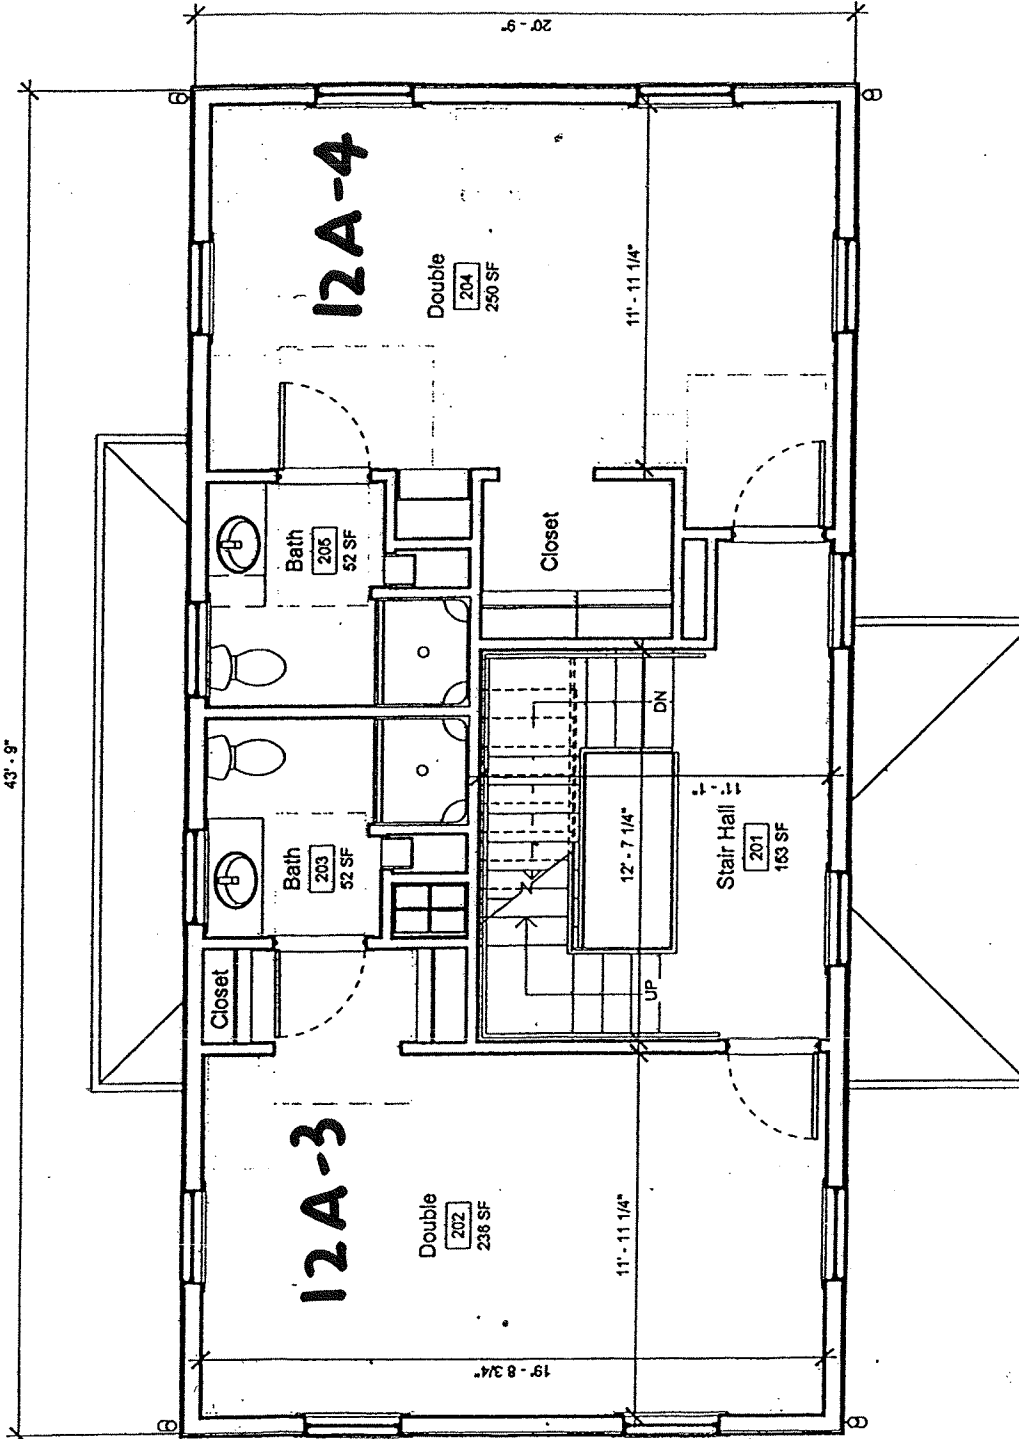 43' - 9"
20' - 9"
12A-3
12A-4
Closet
Bath
203
52 SF
Bath
205
52 SF
Double
202
236 SF
Double
204
250 SF
Closet
UP
DN
12' - 7 1/4"
11' - 11 1/4"
11' - 11 1/4"
11' - 1"
19' - 8 3/4"
Stair Hall
201
153 SF